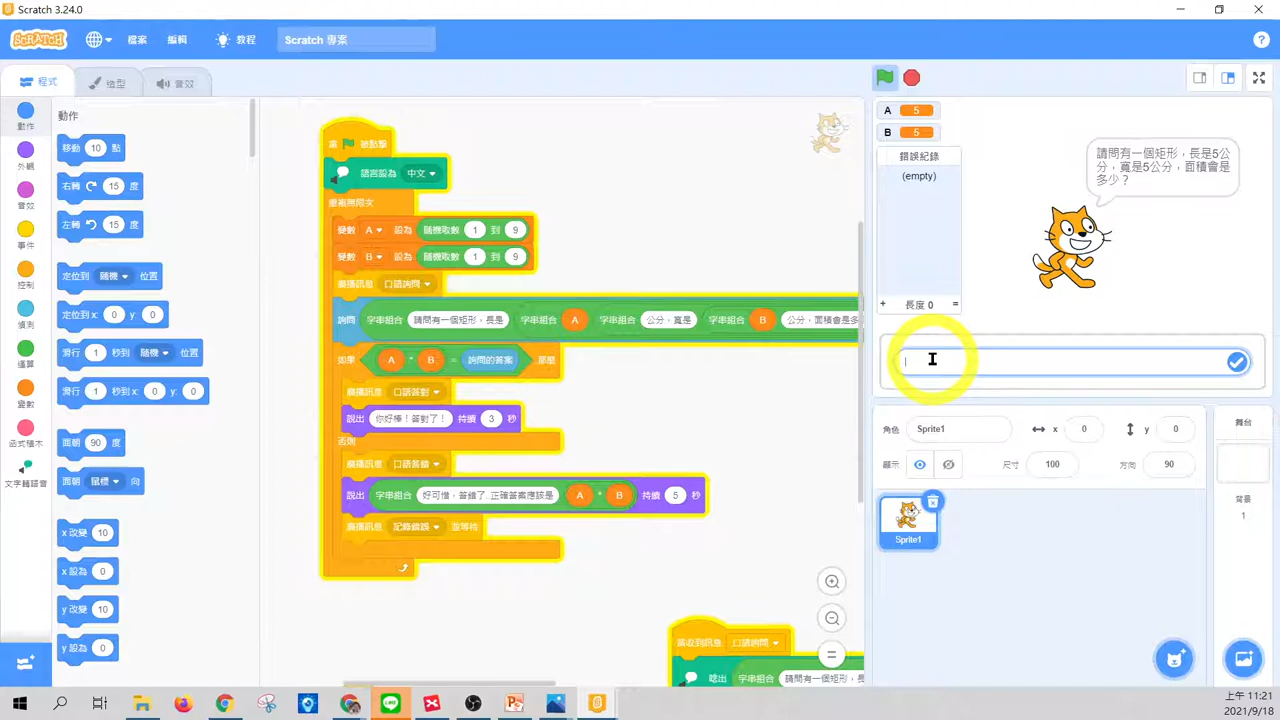 Scratch 3.24.0
SCRATCH
檔案
編輯
教程
Scratch 專案
程式
造型
音效
動作
外觀
音效
事件
控制
偵測
運算
變數
函式積木
文字轉語音
動作
移動 10 點
右轉 15 度
左轉 15 度
定位到 隨機 位置
定位到 x: 0 y: 0
滑行 1 秒到 隨機 位置
滑行 1 秒到 x: 0 y: 0
面朝 90 度
面朝 鼠標 向
x 改變 10
x 設為 0
y 改變 10
y 設為 0
當 被點擊
語言設為 中文
重複無限次
變數 A 設為 隨機取數 1 到 9
變數 B 設為 隨機取數 1 到 9
廣播訊息 口語詢問
詢問 字串組合 請問有一個矩形，長是 字串組合 A 字串組合 公分，寬是 字串組合 B 公分，面積會是多
如果 A * B = 詢問的答案 那麼
廣播訊息 口語答對
說出 你好棒！答對了！ 持續 3 秒
否則
廣播訊息 口語答錯
說出 字串組合 好可惜，答錯了. 正確答案應該是 A * B 持續 5 秒
廣播訊息 記錄錯誤 並等待
當收到訊息 口語詢問
唸出 字串組合 請問有一個矩形，長
A 5
B 5
錯誤紀錄
(empty)
+ 長度 0 =
請問有一個矩形，長是5公
分，寬是5公分，面積會是
多少？
角色 Sprite1 x 0 y 0
顯示 尺寸 100 方向 90
Sprite1
舞台
背景
1
上午 11:21
2021/9/18